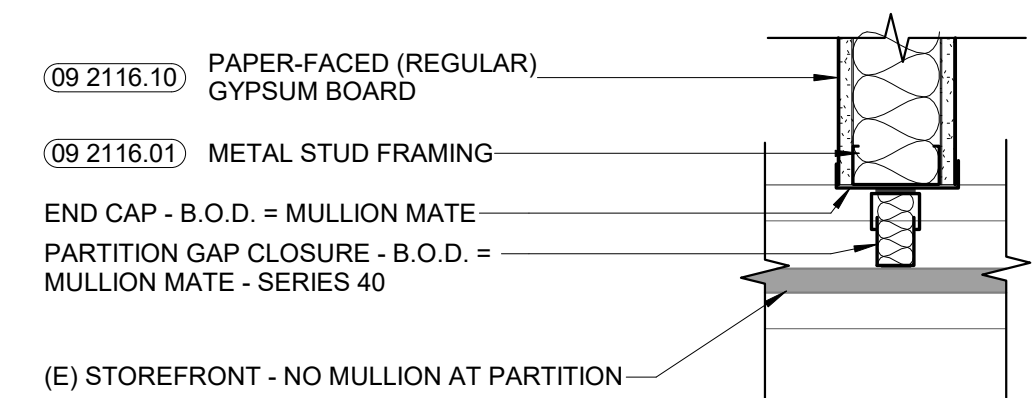 09 2116.10
PAPER-FACED (REGULAR)
GYPSUM BOARD
09 2116.01
METAL STUD FRAMING
END CAP - B.O.D. = MULLION MATE
PARTITION GAP CLOSURE - B.O.D. =
MULLION MATE - SERIES 40
(E) STOREFRONT - NO MULLION AT PARTITION